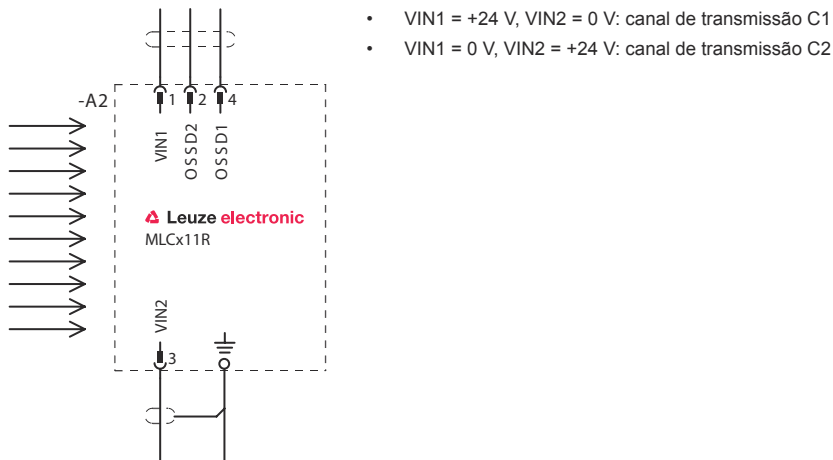 • VIN1 = +24 V, VIN2 = 0 V: canal de transmissão C1
• VIN1 = 0 V, VIN2 = +24 V: canal de transmissão C2
-A2
1 2 4
VIN1
OSSD2
OSSD1
Leuze electronic
MLCx11R
VIN2
3